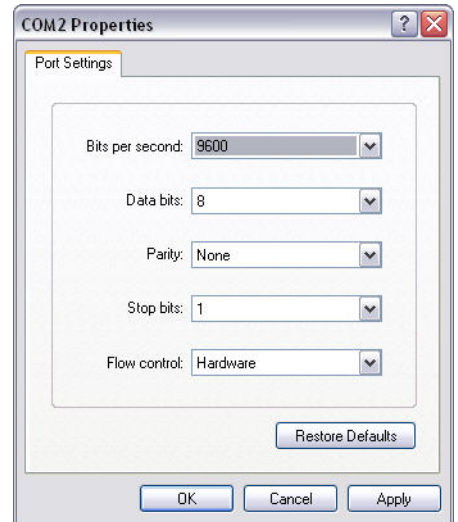 COM2 Properties
Port Settings
Bits per second: 9600
Data bits: 8
Parity: None
Stop bits: 1
Flow control: Hardware
Restore Defaults
OK Cancel Apply